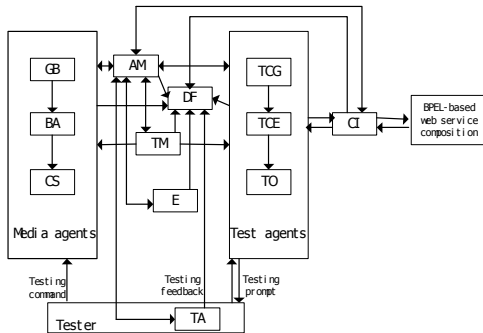 GB
BA
CS
Media agents
AM
DF
TM
E
TCG
TCE
TO
Test agents
CI
BPEL-based
web service
composition
Testing
command
Testing
feedback
Testing
prompt
Tester
TA